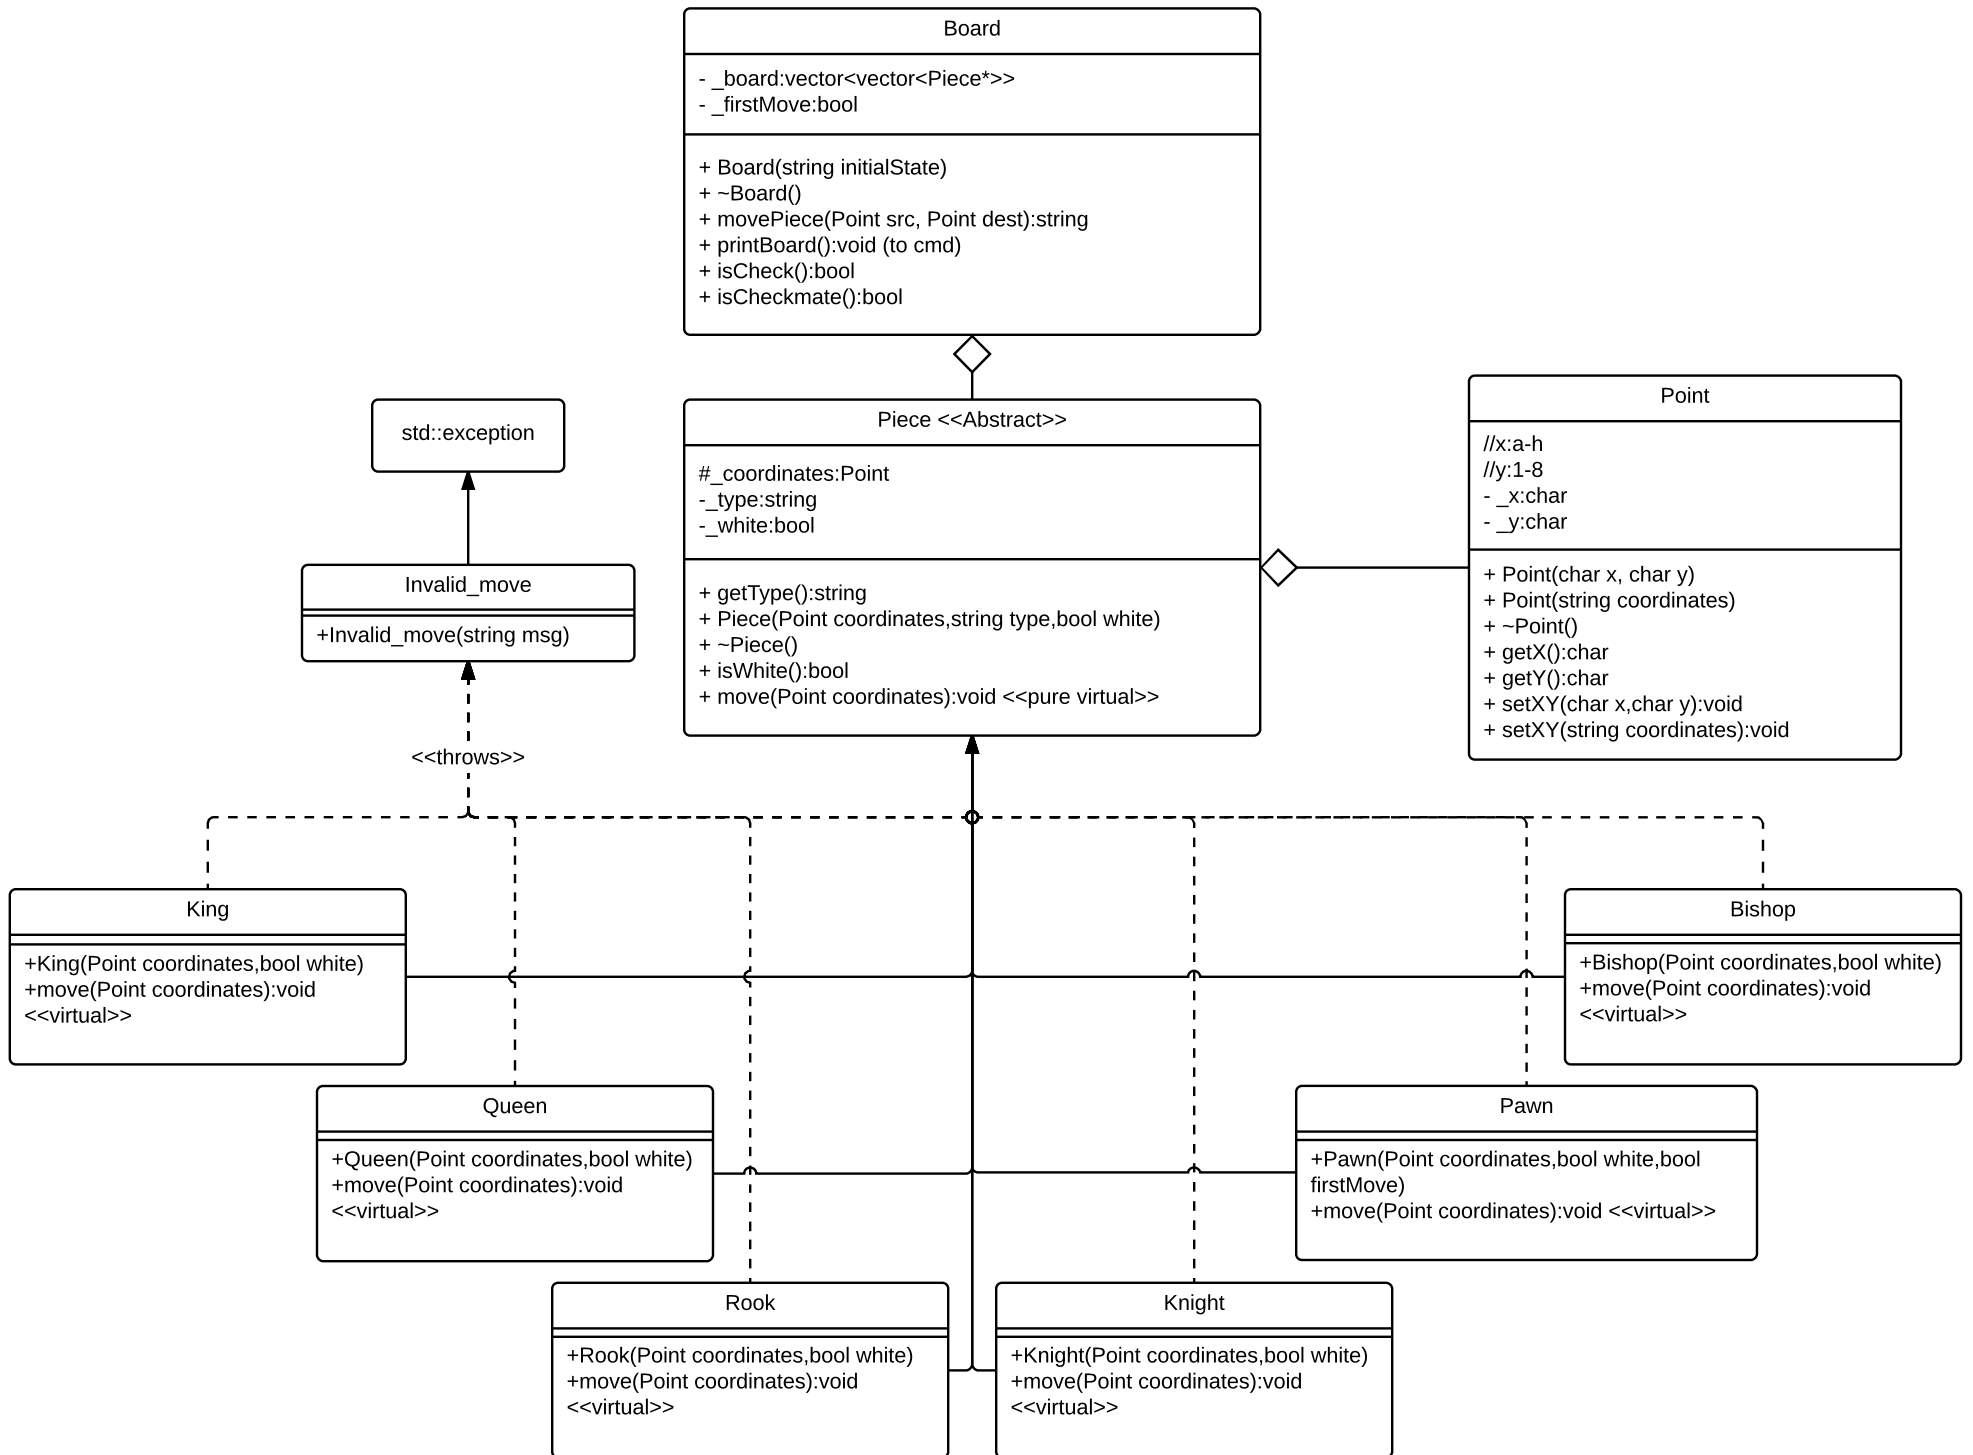 Board
- _board:vector<vector<Piece*>>
- _firstMove:bool
+ Board(string initialState)
+ ~Board()
+ movePiece(Point src, Point dest):string
+ printBoard():void (to cmd)
+ isCheck():bool
+ isCheckmate():bool
std::exception
Invalid_move
+Invalid_move(string msg)
<<throws>>
Piece <<Abstract>>
#_coordinates:Point
-_type:string
-_white:bool
+ getType():string
+ Piece(Point coordinates,string type,bool white)
+ ~Piece()
+ isWhite():bool
+ move(Point coordinates):void <<pure virtual>>
Point
//x:a-h
//y:1-8
- _x:char
- _y:char
+ Point(char x, char y)
+ Point(string coordinates)
+ ~Point()
+ getX():char
+ getY():char
+ setXY(char x,char y):void
+ setXY(string coordinates):void
King
+King(Point coordinates,bool white)
+move(Point coordinates):void
<<virtual>>
Bishop
+Bishop(Point coordinates,bool white)
+move(Point coordinates):void
<<virtual>>
Queen
+Queen(Point coordinates,bool white)
+move(Point coordinates):void
<<virtual>>
Pawn
+Pawn(Point coordinates,bool white,bool
firstMove)
+move(Point coordinates):void <<virtual>>
Rook
+Rook(Point coordinates,bool white)
+move(Point coordinates):void
<<virtual>>
Knight
+Knight(Point coordinates,bool white)
+move(Point coordinates):void
<<virtual>>